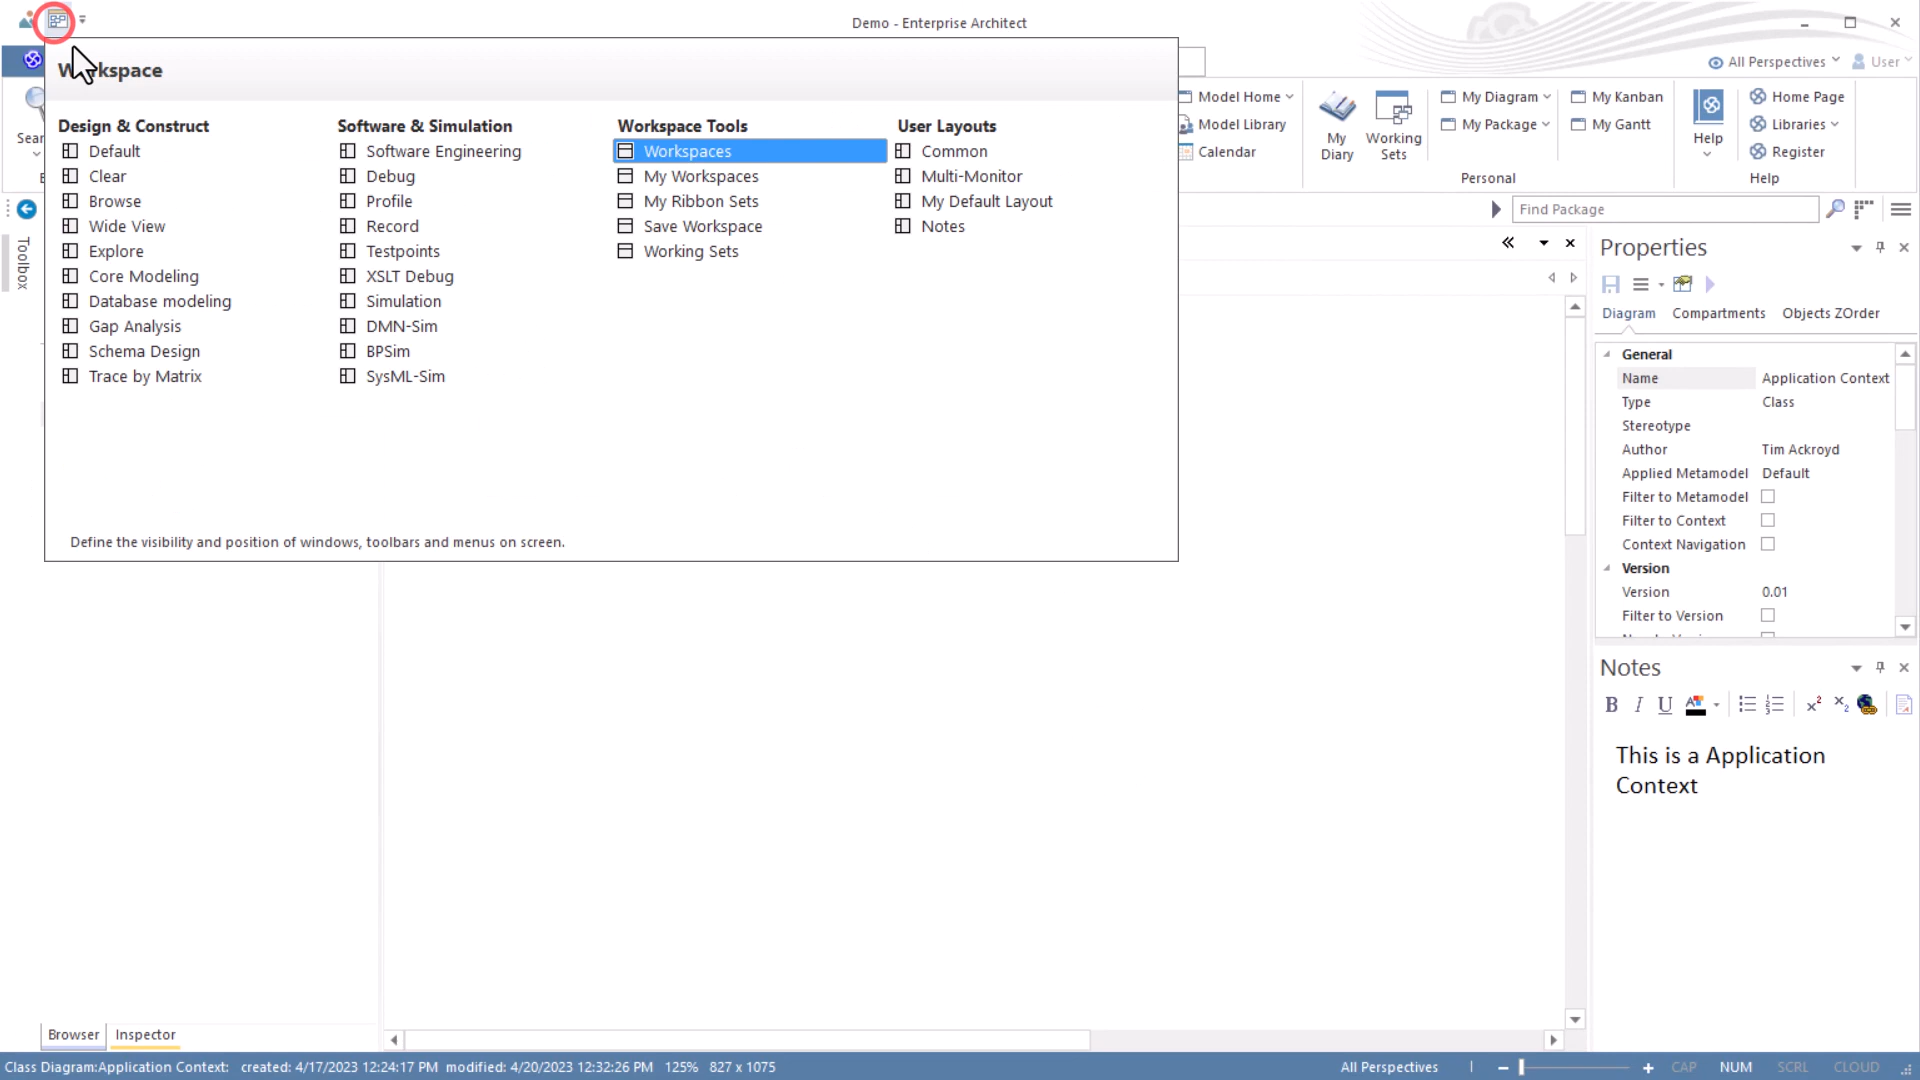 Demo - Enterprise Architect
Workspace
All Perspectives
User
Design & Construct
Default
Clear
Browse
Wide View
Explore
Core Modeling
Database modeling
Gap Analysis
Schema Design
Trace by Matrix
Software & Simulation
Software Engineering
Debug
Profile
Record
Testpoints
XSLT Debug
Simulation
DMN-Sim
BPSim
SysML-Sim
Workspace Tools
Workspaces
My Workspaces
My Ribbon Sets
Save Workspace
Working Sets
User Layouts
Common
Multi-Monitor
My Default Layout
Notes
Define the visibility and position of windows, toolbars and menus on screen.
Model Home
Model Library
Calendar
My
Diary
Working
Sets
My Diagram
My Package
My Kanban
My Gantt
Personal
Help
Home Page
Libraries
Register
Help
Find Package
Toolbox
Properties
Diagram Compartments Objects ZOrder
General
Name Application Context
Type Class
Stereotype
Author Tim Ackroyd
Applied Metamodel Default
Filter to Metamodel
Filter to Context
Context Navigation
Version
Version 0.01
Filter to Version
Notes
B I U
This is a Application
Context
Browser Inspector
Class Diagram:Application Context: created: 4/17/2023 12:24:17 PM modified: 4/20/2023 12:32:26 PM 125% 827 x 1075
All Perspectives
CAP NUM SCRL CLOUD